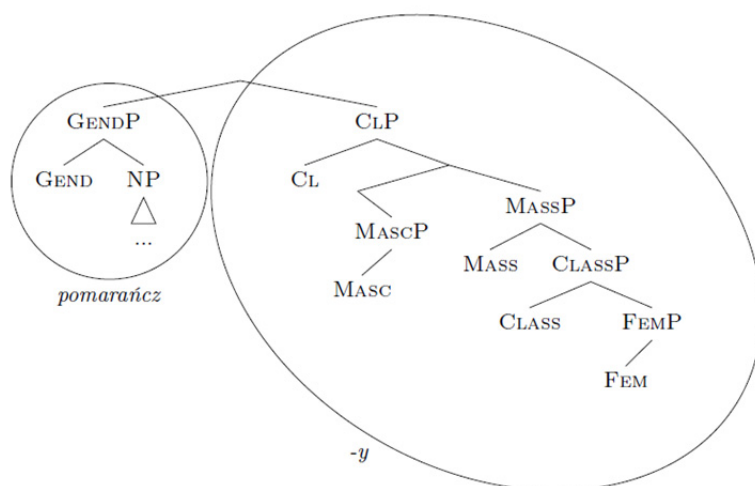 GENDP CLP
GEND NP CL
MASSP
...
MASCP
MASS CLASSP
pomarańcz
MASC
CLASS FEMP
FEM
-y